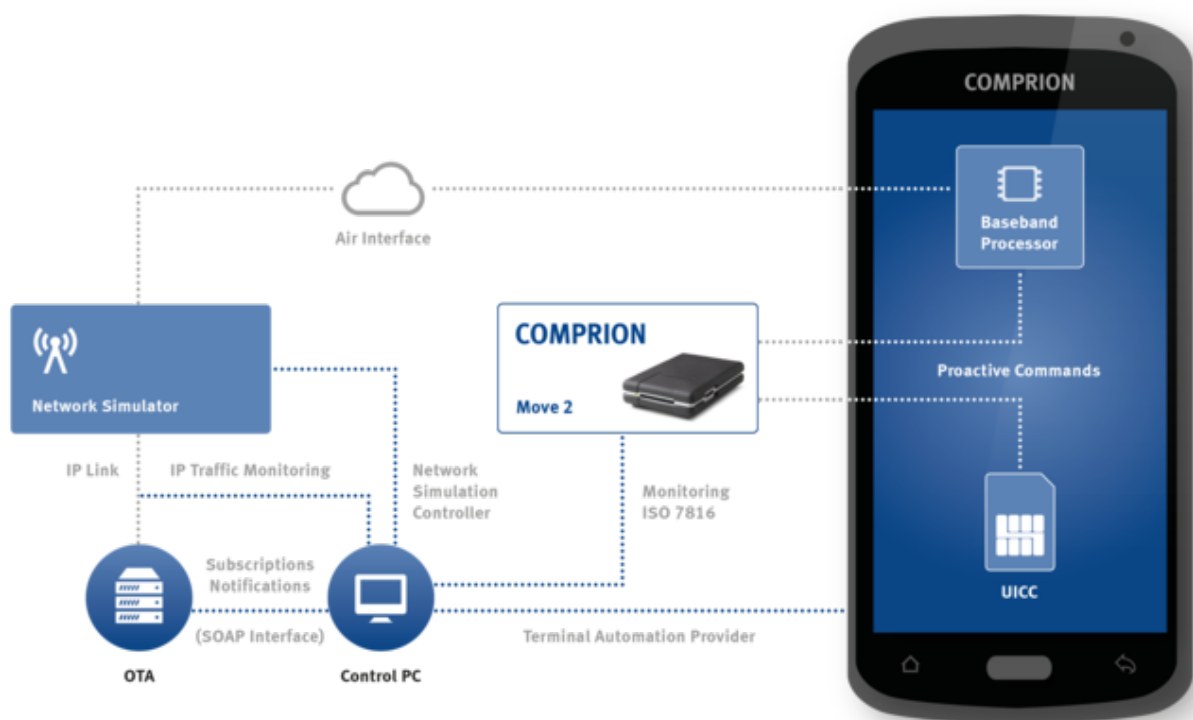 COMPRION
Baseband
Processor
Air Interface
COMPRION
Move 2
Proactive Commands
Network Simulator
IP Link
IP Traffic Monitoring
Network
Simulation
Controller
Monitoring
ISO 7816
Subscriptions
Notifications
(SOAP Interface)
UICC
Terminal Automation Provider
OTA
Control PC